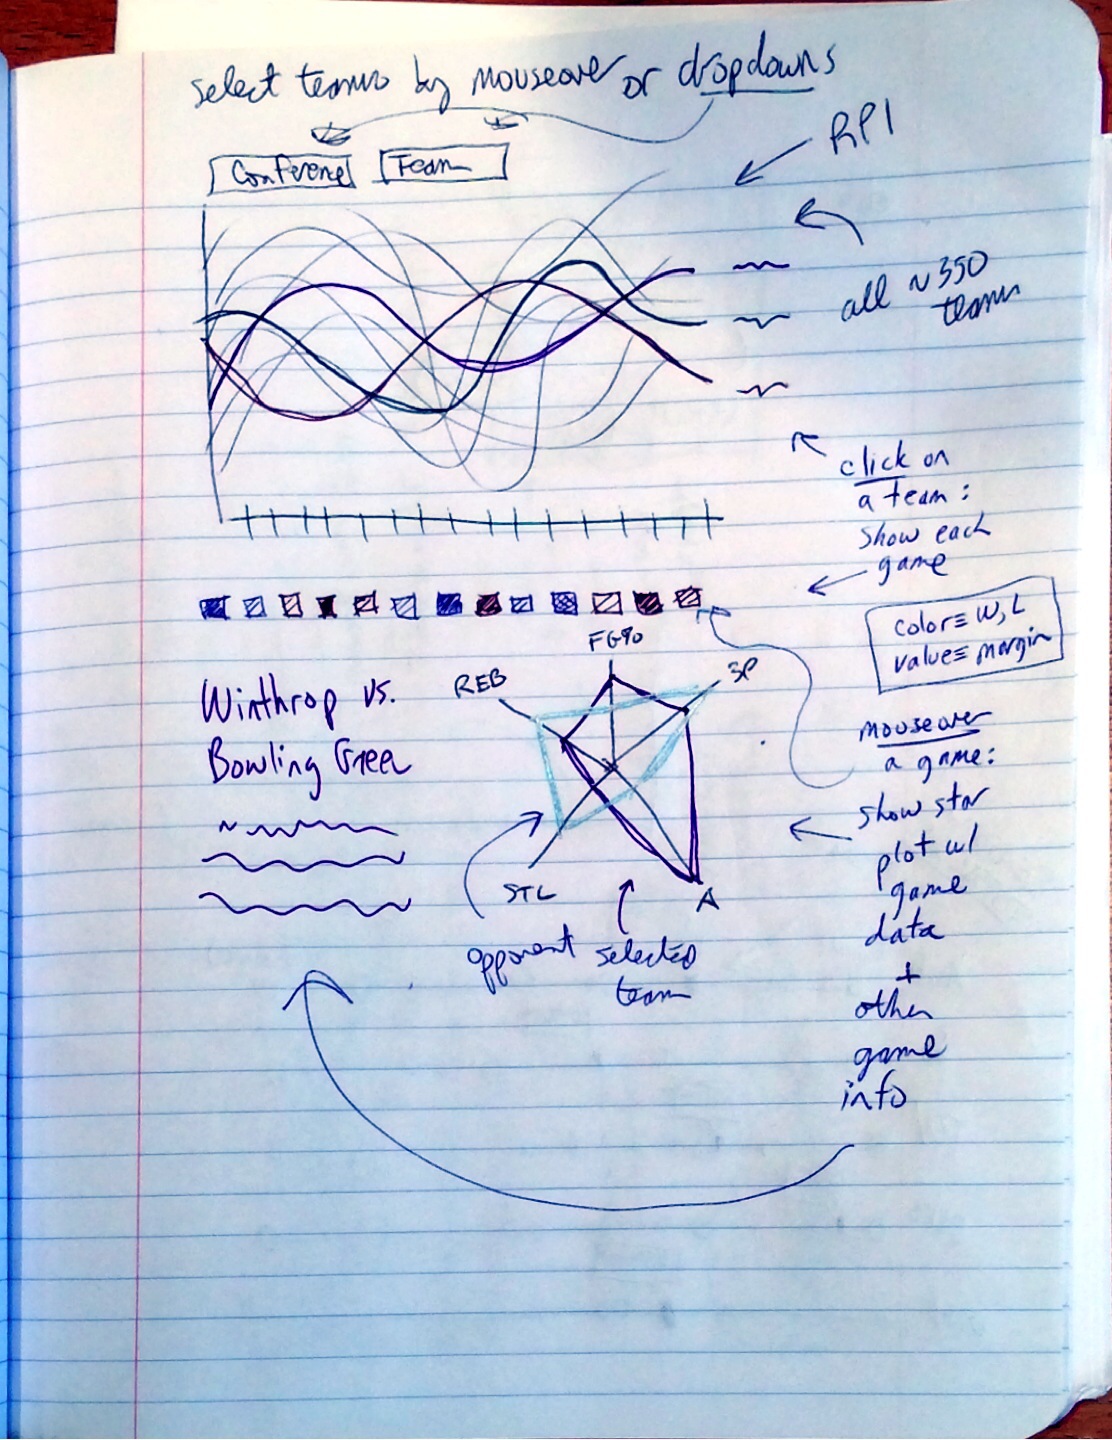 select teams by mouseover or dropdowns
Conference Team
RPI
all ~350
teams
click on
a team:
show each
game
color≡ W, L
value≡ margin
FG%
REB
3P
STL
A
Winthrop vs.
Bowling Green
opponent
selected
team
mouseover
a game:
show star
plot w/
game
data
+
other
game
info